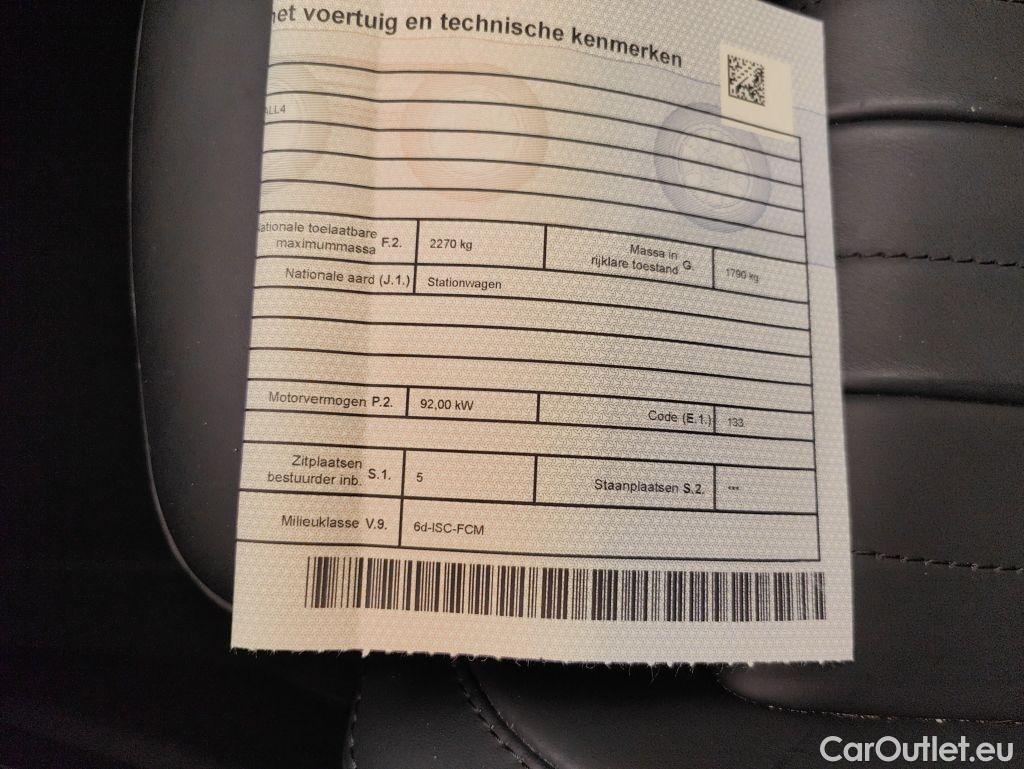 het voertuig en technische kenmerken
ALL4
Nationale toelaatbare maximummassa F.2. 2270 kg Massa in rijklare toestand G. 1790 kg
Nationale aard (J.1.) Stationwagen
Motorvermogen P.2. 92,00 kW Code (E.1.) 133
Zitplaatsen bestuurder inb. S.1. 5 Staanplaatsen S.2. ***
Milieuklasse V.9. 6d-ISC-FCM
CarOutlet.eu